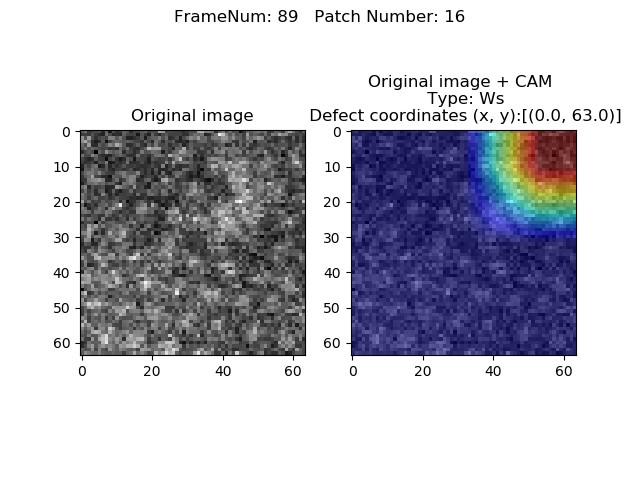 FrameNum: 89   Patch Number: 16
Original image
0
10
20
30
40
50
60
0 20 40 60
Original image + CAM
Type: Ws
Defect coordinates (x, y):[(0.0, 63.0)]
0
10
20
30
40
50
60
0 20 40 60